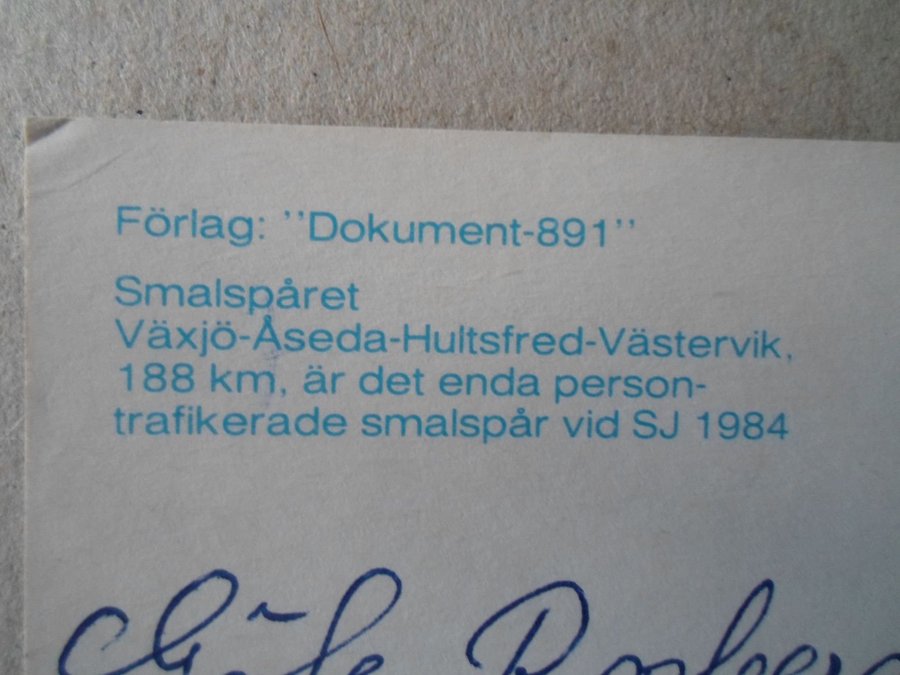 Förlag: ''Dokument-891''
Smalspåret
Växjö-Åseda-Hultsfred-Västervik,
188 km, är det enda person-
trafikerade smalspår vid SJ 1984